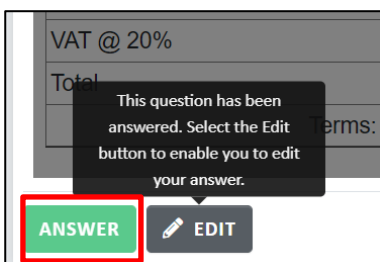 VAT @ 20%
Total
This question has been
answered. Select the Edit
button to enable you to edit
your answer.
Terms:
ANSWER
EDIT